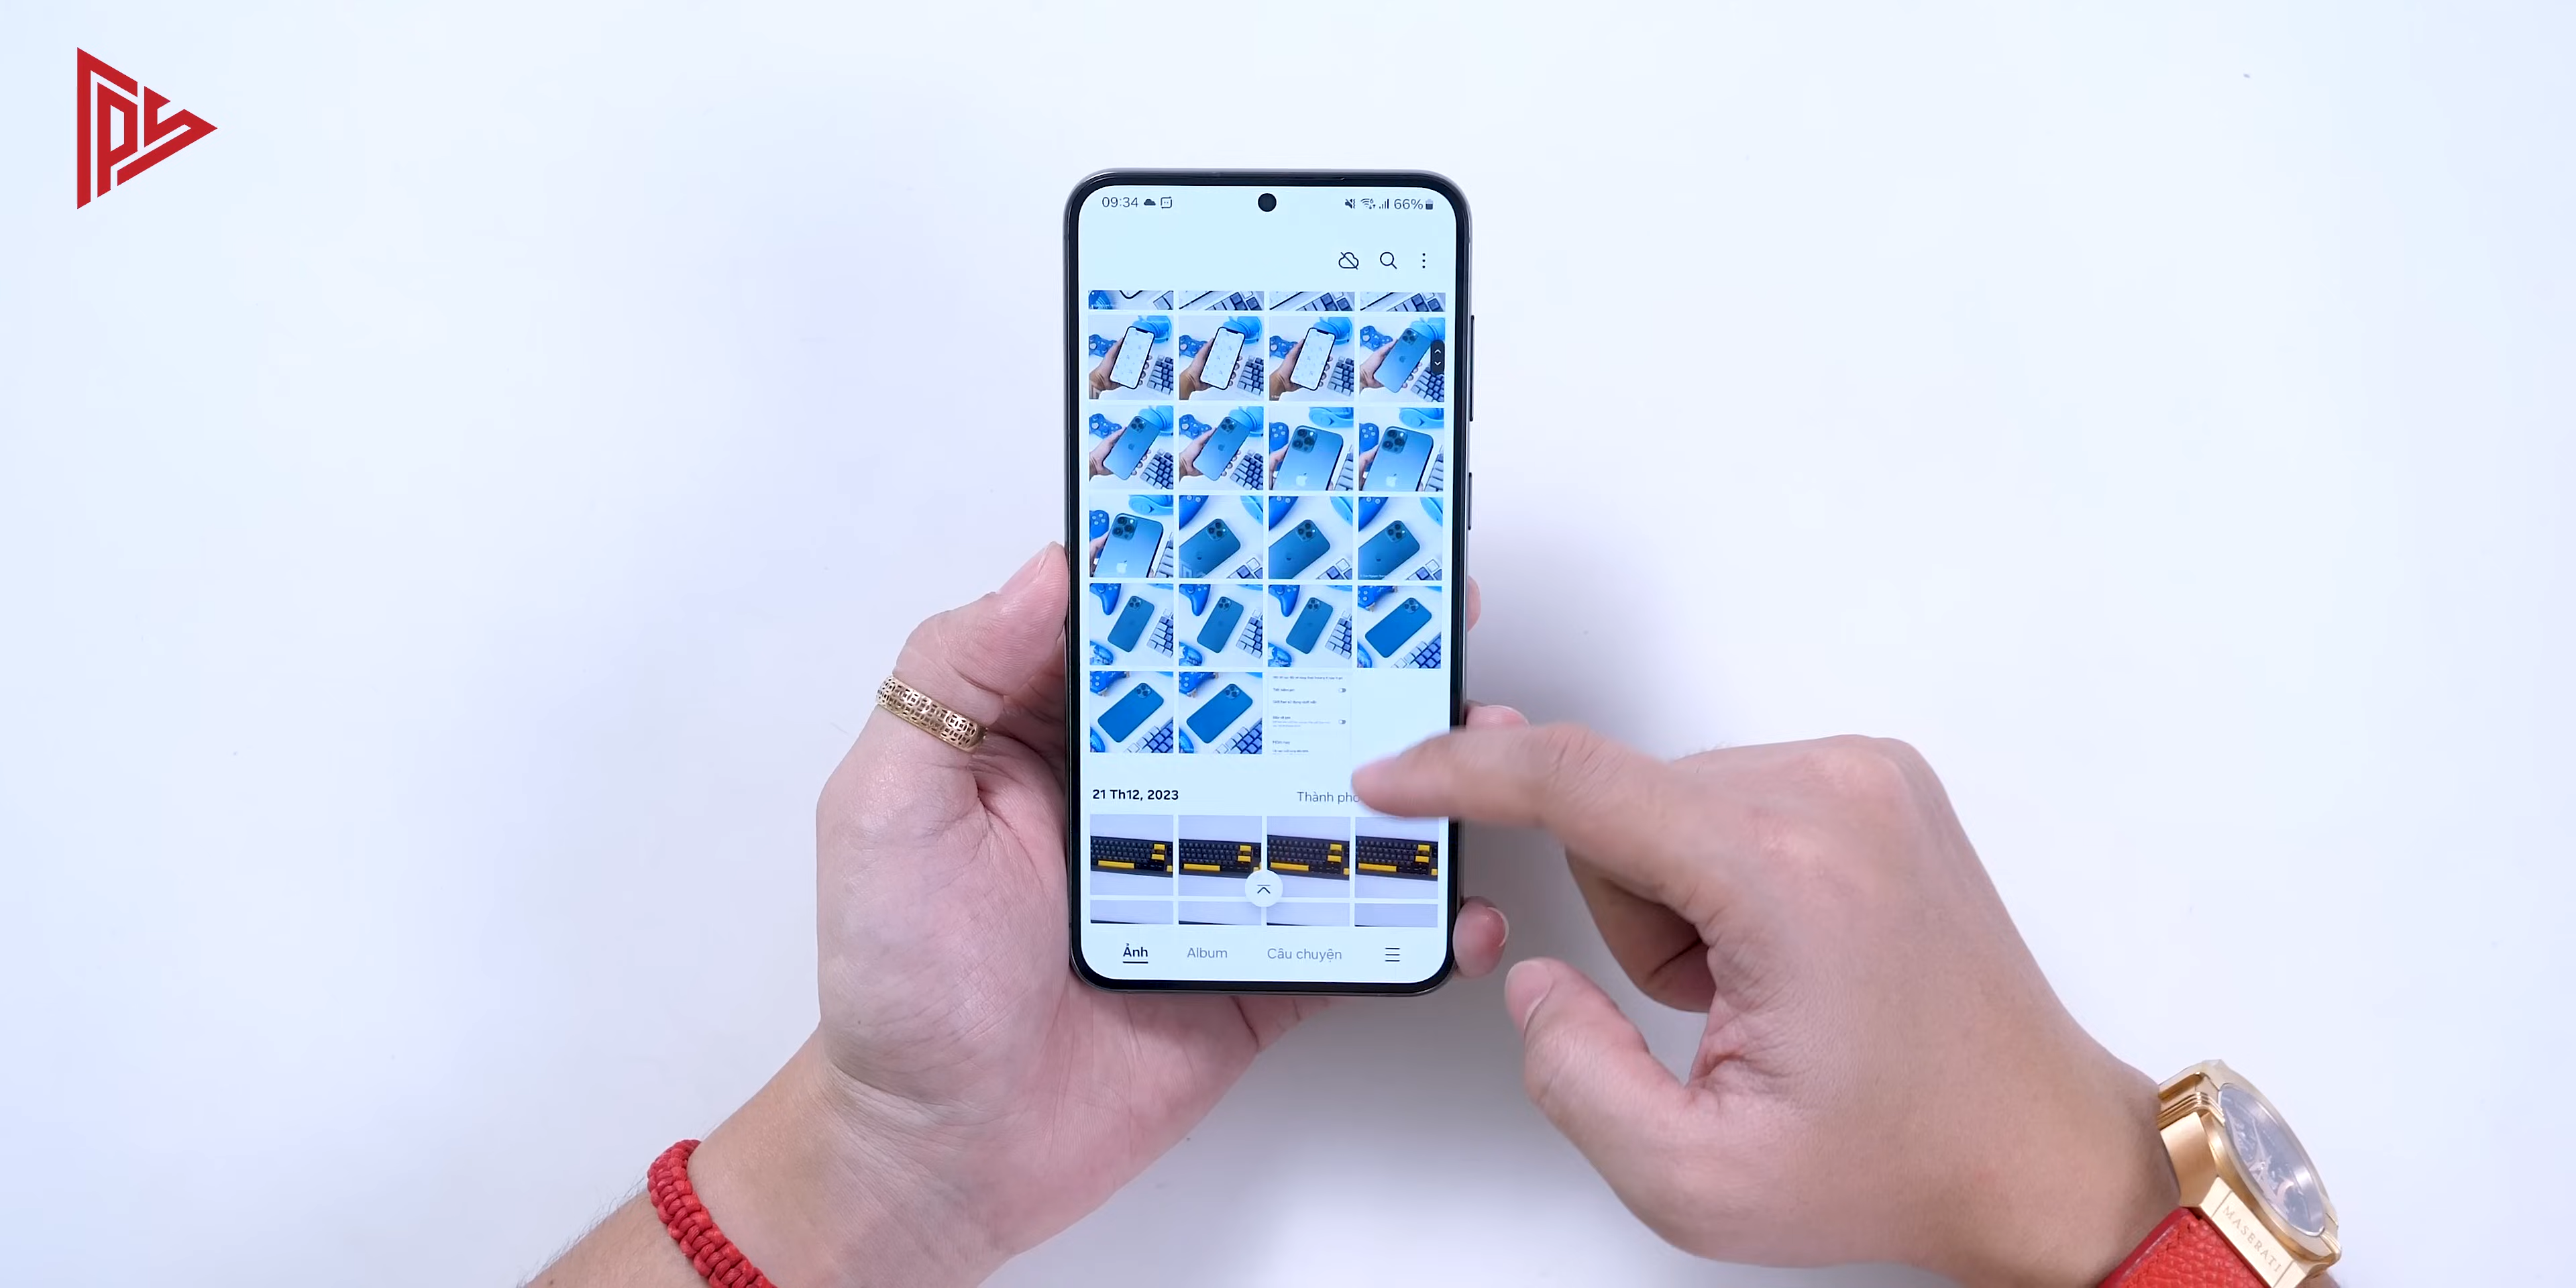 09:34
66%
21 Th12, 2023
Thành phố
Ảnh
Album
Câu chuyện
MASERATI